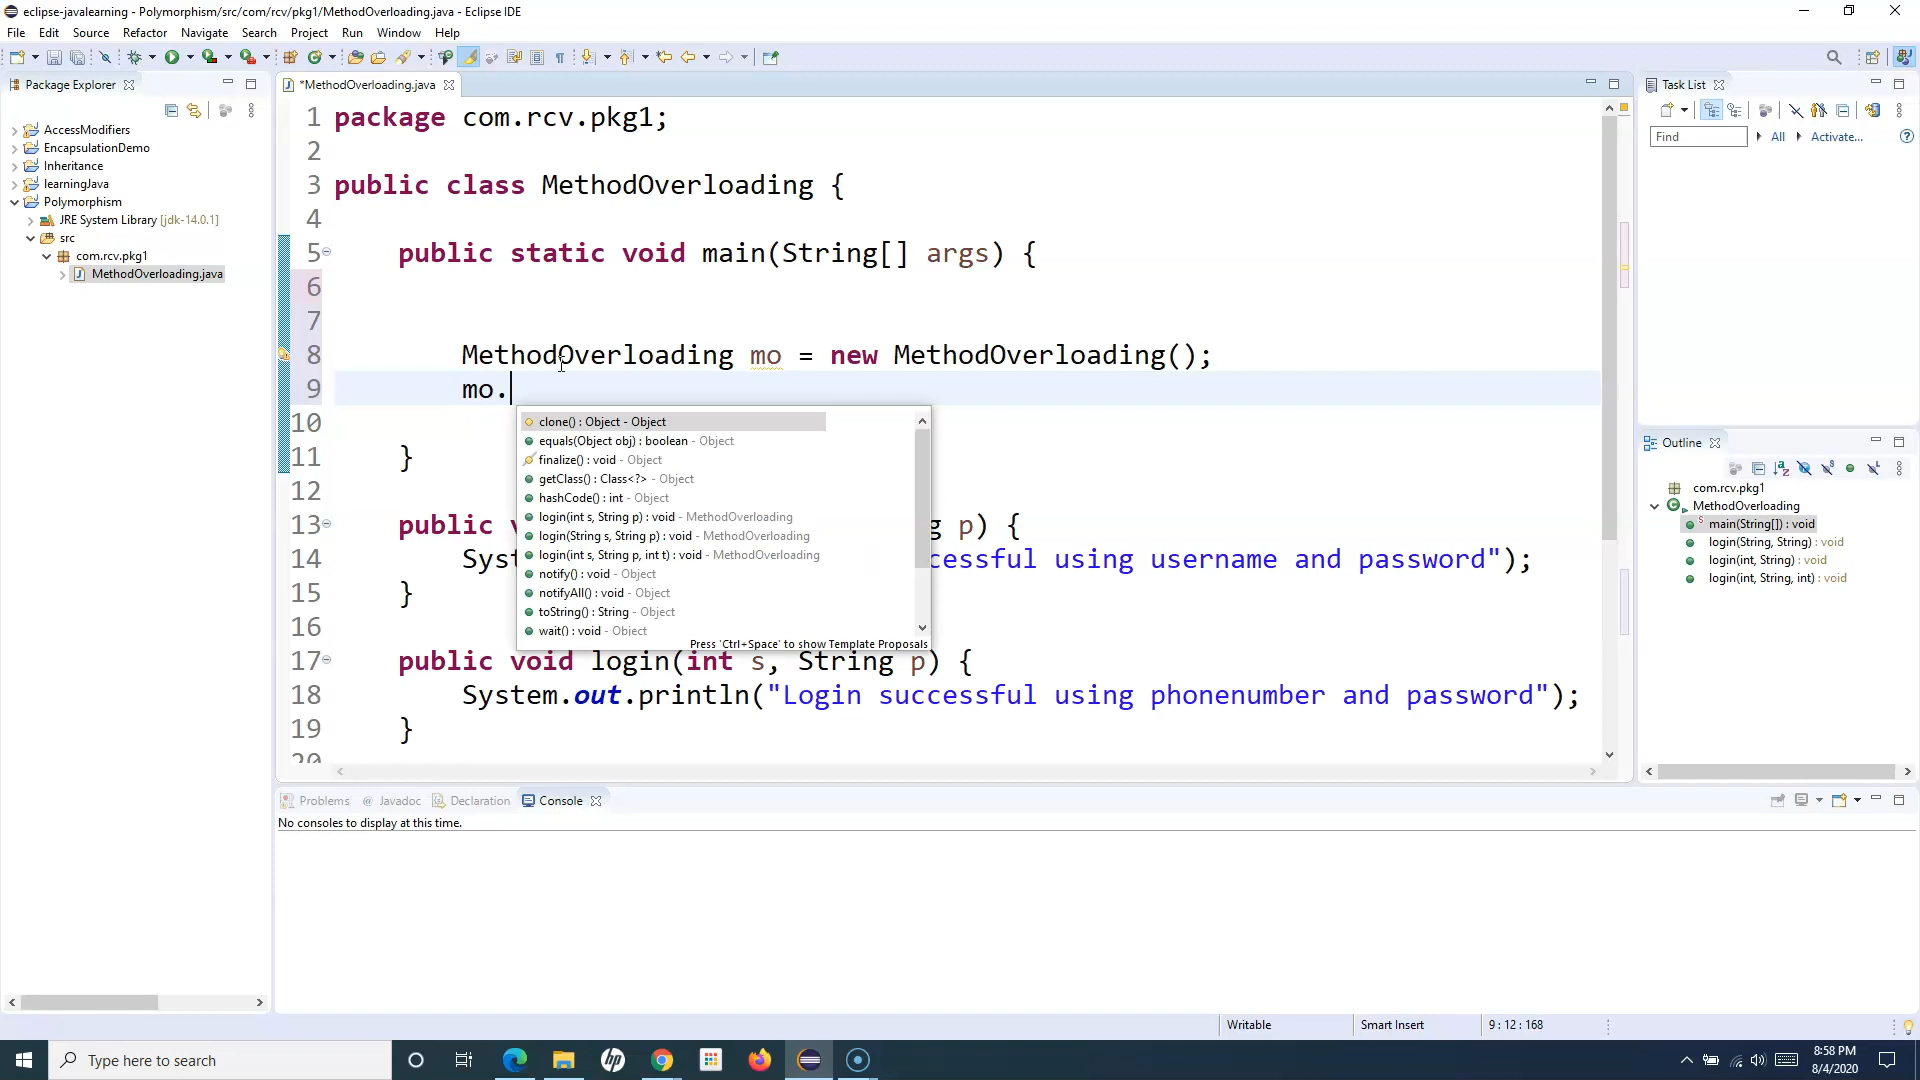 eclipse-javalearning - Polymorphism/src/com/rcv/pkg1/MethodOverloading.java - Eclipse IDE
File Edit Source Refactor Navigate Search Project Run Window Help
Package Explorer
AccessModifiers
EncapsulationDemo
Inheritance
learningJava
Polymorphism
JRE System Library [jdk-14.0.1]
src
com.rcv.pkg1
MethodOverloading.java
*MethodOverloading.java
1 package com.rcv.pkg1;
2
3 public class MethodOverloading {
4
5 public static void main(String[] args) {
6
7
8 MethodOverloading mo = new MethodOverloading();
9 mo.
10
11 }
12
13 public v g p) {
14 Syst cessful using username and password");
15 }
16
17 public void login(int s, String p) {
18 System.out.println("Login successful using phonenumber and password");
19 }
20
clone() : Object - Object
equals(Object obj) : boolean - Object
finalize() : void - Object
getClass() : Class<?> - Object
hashCode() : int - Object
login(int s, String p) : void - MethodOverloading
login(String s, String p) : void - MethodOverloading
login(int s, String p, int t) : void - MethodOverloading
notify() : void - Object
notifyAll() : void - Object
toString() : String - Object
wait() : void - Object
Press 'Ctrl+Space' to show Template Proposals
Task List
Find All Activate...
Outline
com.rcv.pkg1
MethodOverloading
main(String[]) : void
login(String, String) : void
login(int, String) : void
login(int, String, int) : void
Problems Javadoc Declaration Console
No consoles to display at this time.
Writable Smart Insert 9 : 12 : 168
Type here to search
8:58 PM
8/4/2020